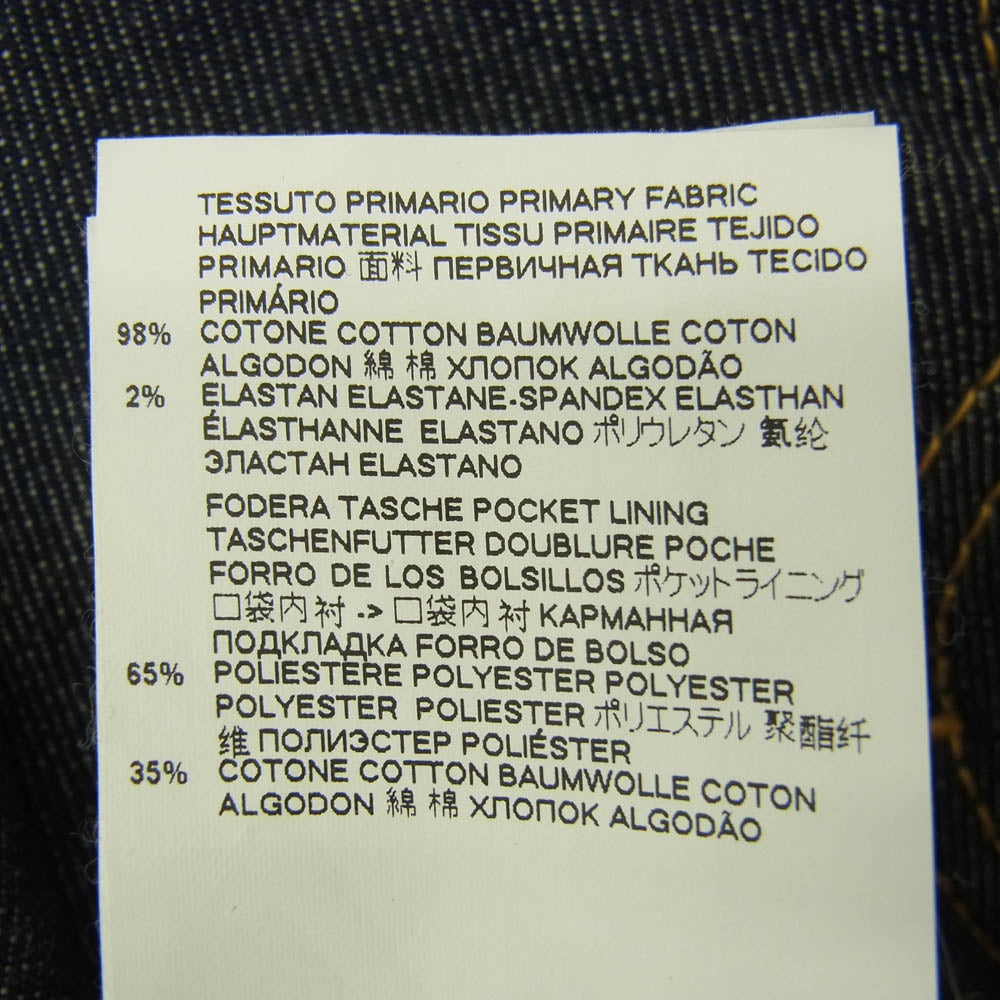 TESSUTO PRIMARIO PRIMARY FABRIC
HAUPTMATERIAL TISSU PRIMAIRE TEJIDO
PRIMARIO 面料 ПЕРВИЧНАЯ ТКАНЬ TECIDO
PRIMÁRIO
98% COTONE COTTON BAUMWOLLE COTON
ALGODON 綿 棉 ХЛОПОК ALGODÃO
2% ELASTAN ELASTANE-SPANDEX ELASTHAN
ÉLASTHANNE ELASTANO ポリウレタン 氨纶
ЭЛАСТАН ELASTANO
FODERA TASCHE POCKET LINING
TASCHENFUTTER DOUBLURE POCHE
FORRO DE LOS BOLSILLOS ポケットライニング
口袋内衬 -> 口袋内衬 КАРМАННАЯ
ПОДКЛАДКА FORRO DE BOLSO
65% POLIESTERE POLYESTER POLYESTER
POLYESTER POLIESTER ポリエステル 聚酯纤
维 ПОЛИЭСТЕР POLIÉSTER
35% COTONE COTTON BAUMWOLLE COTON
ALGODON 綿 棉 ХЛОПОК ALGODÃO